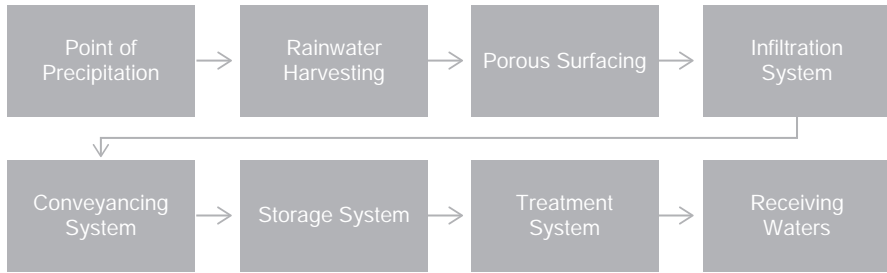 Point of
Precipitation
Rainwater
Harvesting
Porous Surfacing
Infiltration
System
Conveyancing
System
Storage System
Treatment
System
Receiving
Waters